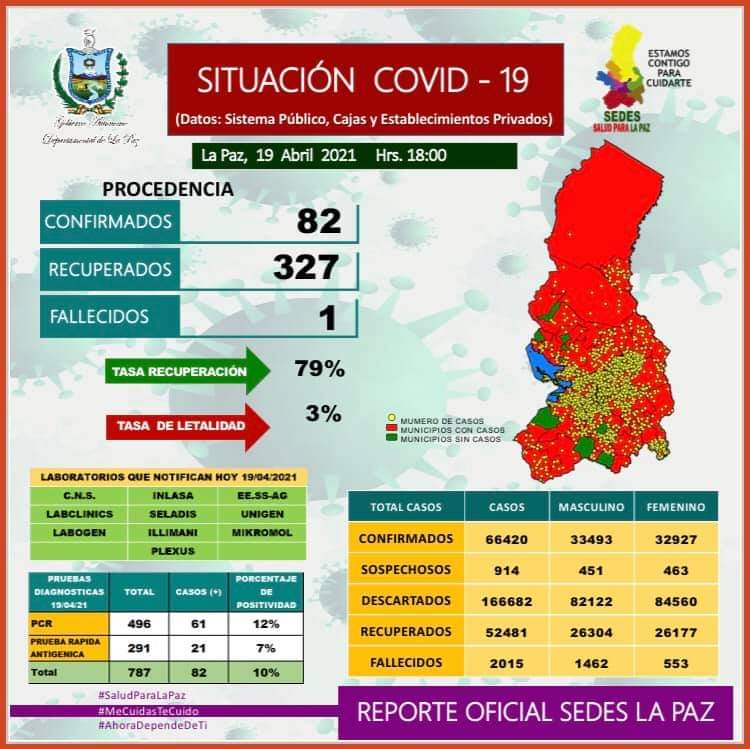 Gobierno Autónomo
Departamental de La Paz
SITUACIÓN COVID - 19
(Datos: Sistema Público, Cajas y Establecimientos Privados)
La Paz, 19 Abril 2021 Hrs. 18:00
ESTAMOS
CONTIGO
PARA
CUIDARTE
SEDES
SALUD PARA LA PAZ
PROCEDENCIA
CONFIRMADOS 82
RECUPERADOS 327
FALLECIDOS 1
TASA RECUPERACIÓN 79%
TASA DE LETALIDAD 3%
MUMERO DE CASOS
MUNICIPIOS CON CASOS
MUNICIPIOS SIN CASOS
LABORATORIOS QUE NOTIFICAN HOY 19/04/2021
C.N.S. INLASA EE.SS-AG
LABCLINICS SELADIS UNIGEN
LABOGEN ILLIMANI MIKROMOL
PLEXUS
PRUEBAS DIAGNOSTICAS 19/04/21 TOTAL CASOS (+) PORCENTAJE DE POSITIVIDAD
PCR 496 61 12%
PRUEBA RAPIDA ANTIGENICA 291 21 7%
Total 787 82 10%
TOTAL CASOS CASOS MASCULINO FEMENINO
CONFIRMADOS 66420 33493 32927
SOSPECHOSOS 914 451 463
DESCARTADOS 166682 82122 84560
RECUPERADOS 52481 26304 26177
FALLECIDOS 2015 1462 553
#SaludParaLaPaz
#MeCuidasTeCuido
#AhoraDependeDeTi
REPORTE OFICIAL SEDES LA PAZ